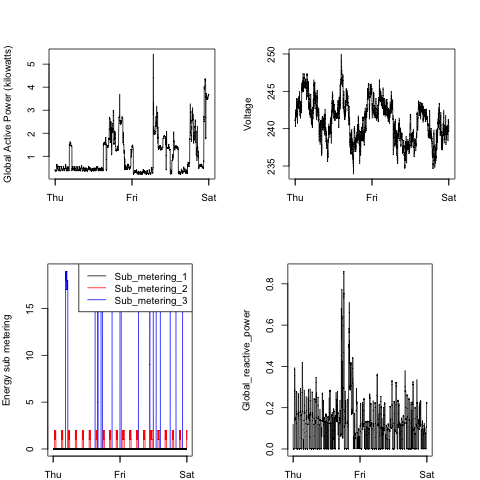 Global Active Power (kilowatts)
5
4
3
2
1
Thu Fri Sat
Voltage
250
245
240
235
Thu Fri Sat
Energy sub metering
15
10
5
0
Sub_metering_1
Sub_metering_2
Sub_metering_3
Thu Fri Sat
Global_reactive_power
0.8
0.6
0.4
0.2
0.0
Thu Fri Sat